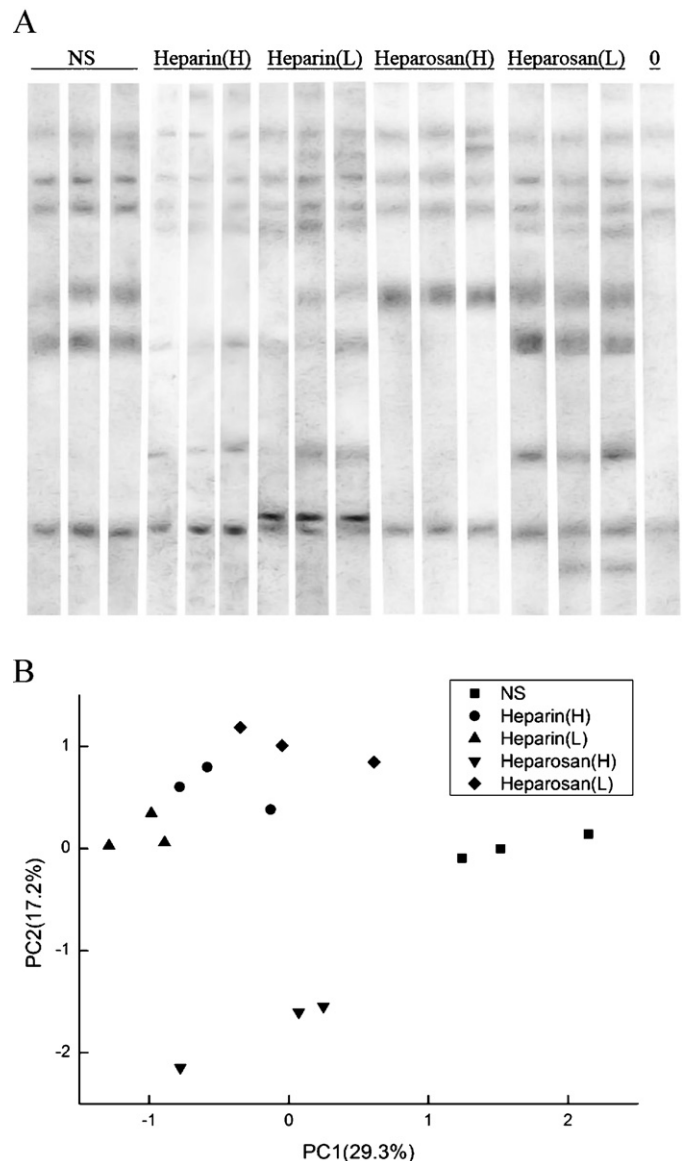 A
NS Heparin(H) Heparin(L) Heparosan(H) Heparosan(L) 0
B
NS
Heparin(H)
Heparin(L)
Heparosan(H)
Heparosan(L)
1
0
-1
-2
PC2(17.2%)
-1 0 1 2
PC1(29.3%)